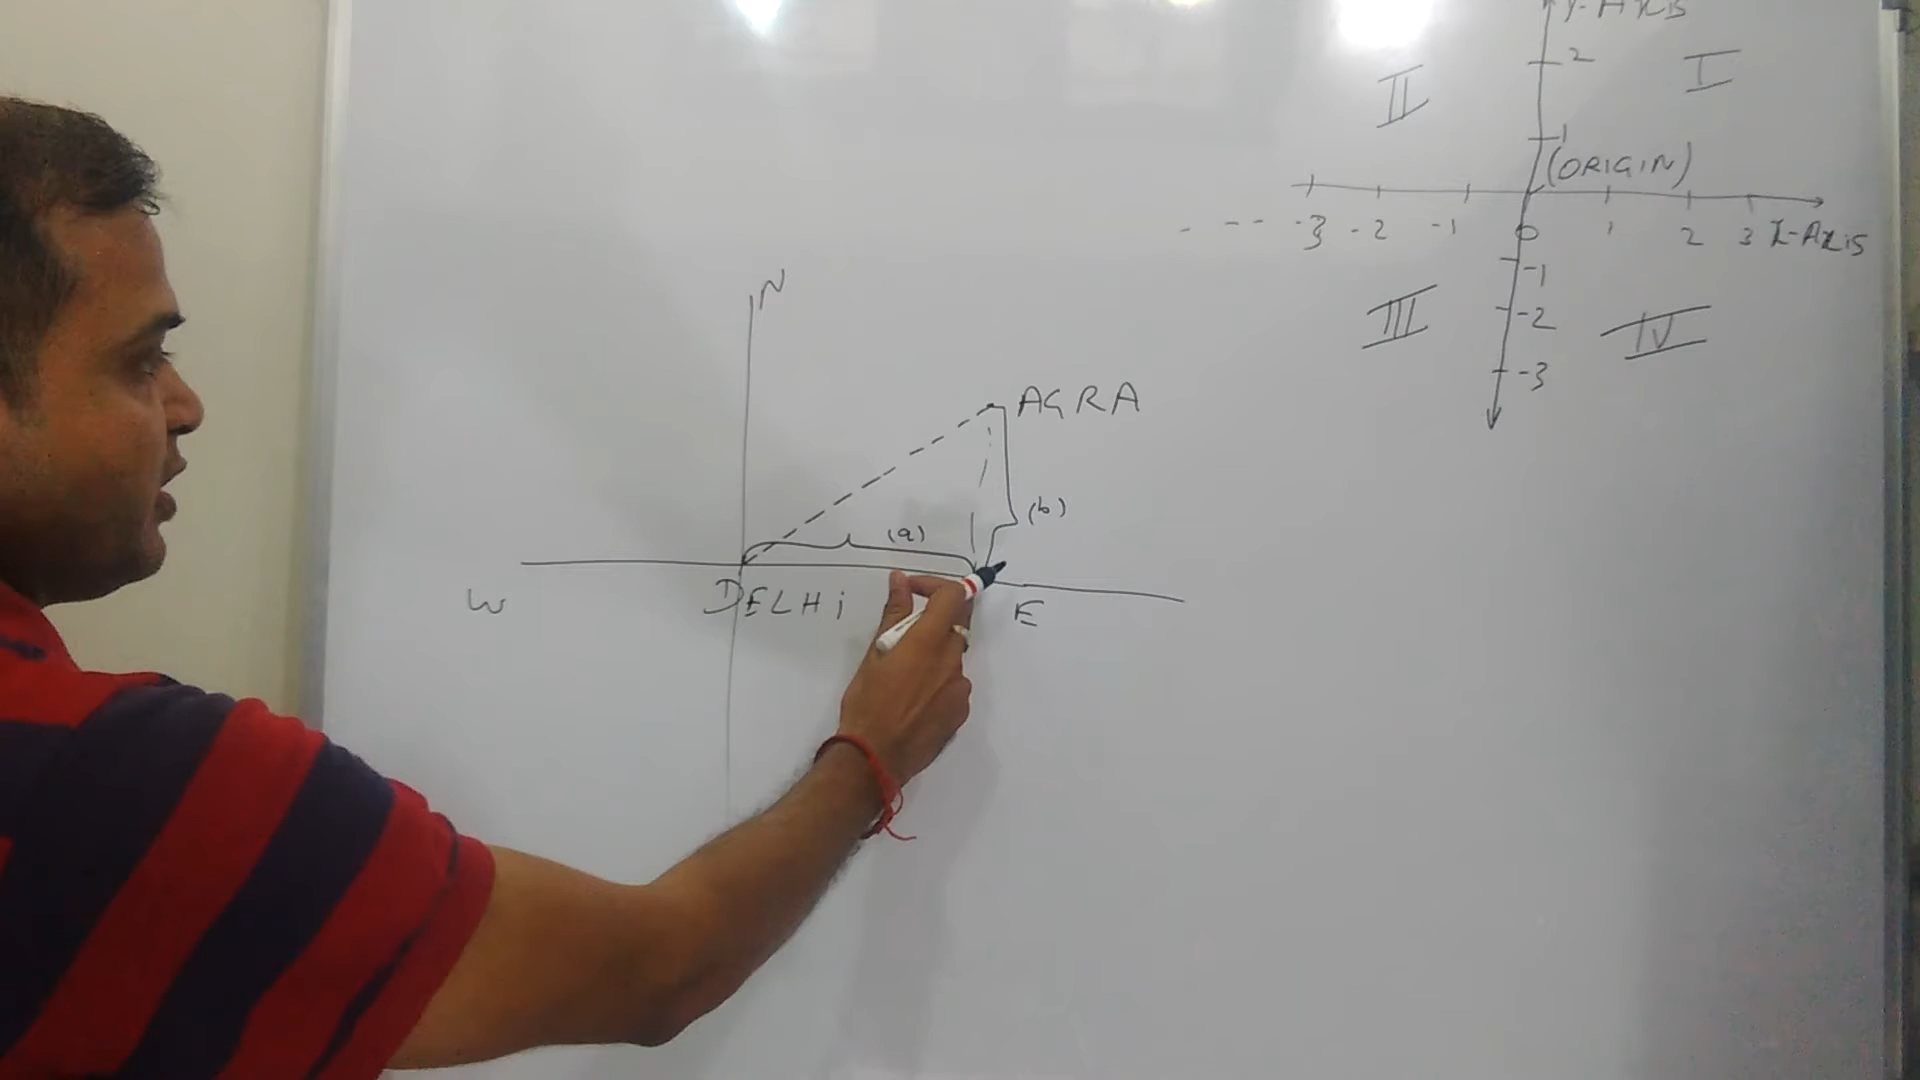 Y-AXIS
2
II
I
1
(ORIGIN)
-3 -2 -1 0 1 2 3 X-AXIS
-1
III
-2
IV
-3
N
AGRA
(b)
(a)
W
DELHi
E